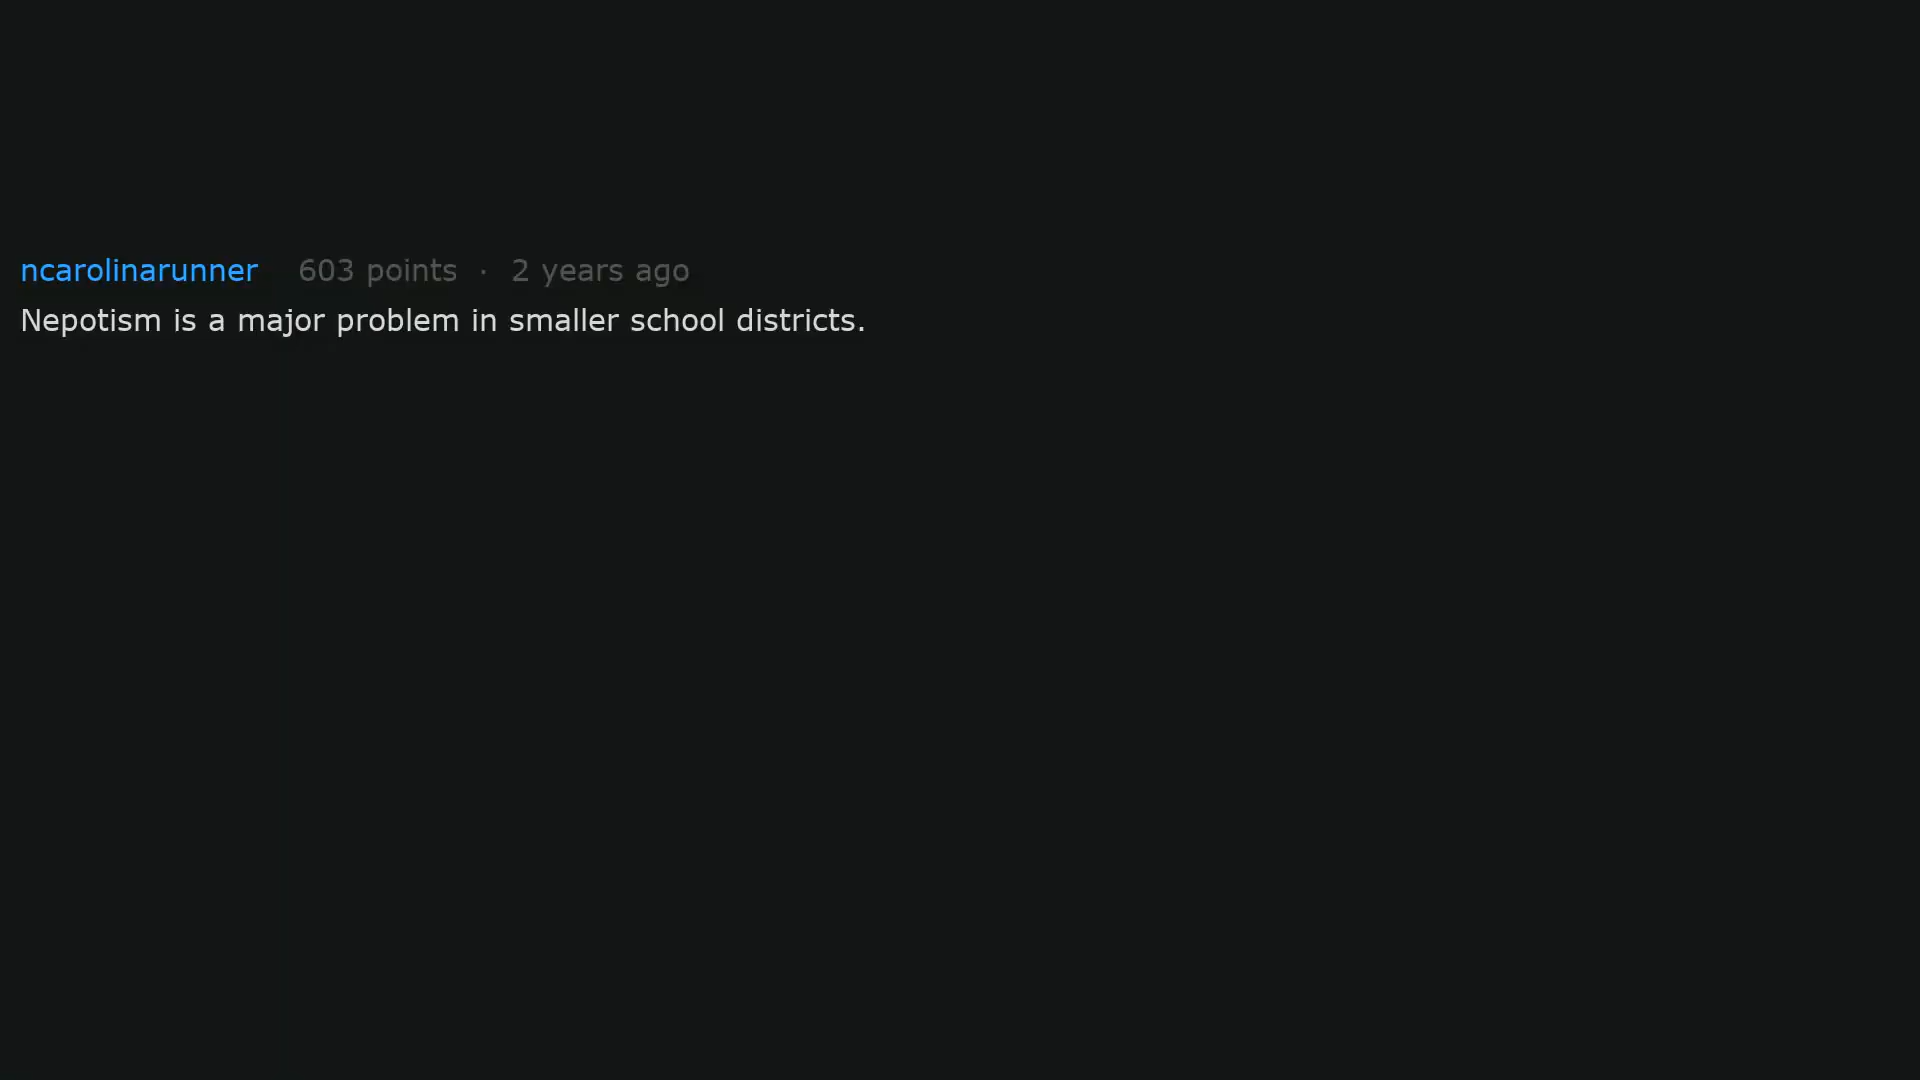 ncarolinarunner 603 points · 2 years ago
Nepotism is a major problem in smaller school districts.